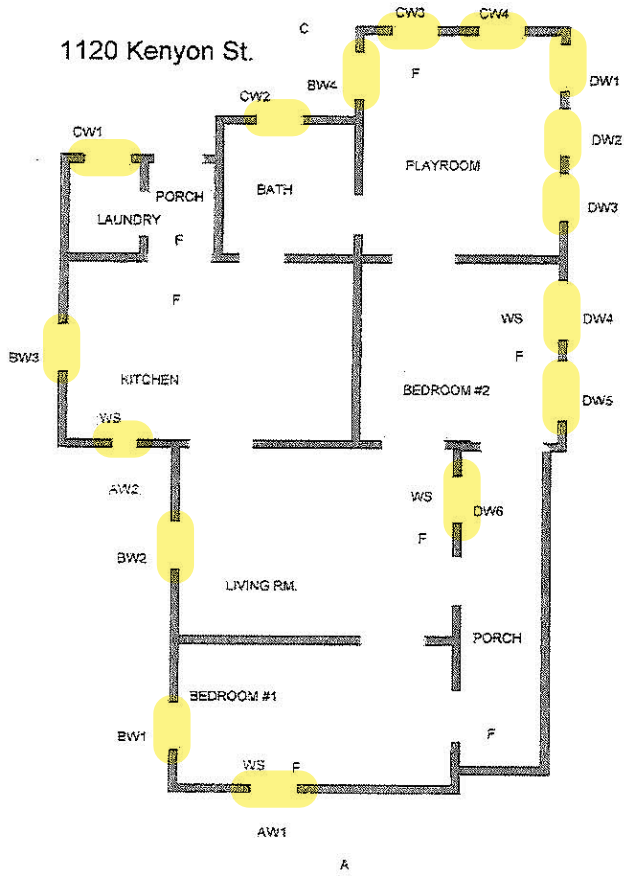 C
CW3
CW4
1120 Kenyon St.
BW4
F
DW1
CW2
CW1
DW2
PLAYROOM
BATH
PORCH
LAUNDRY
DW3
F
F
WS
DW4
BW3
F
KITCHEN
BEDROOM #2
DW5
WS
AW2
WS
DW6
F
BW2
LIVING RM.
PORCH
BEDROOM #1
BW1
F
WS
F
AW1
A